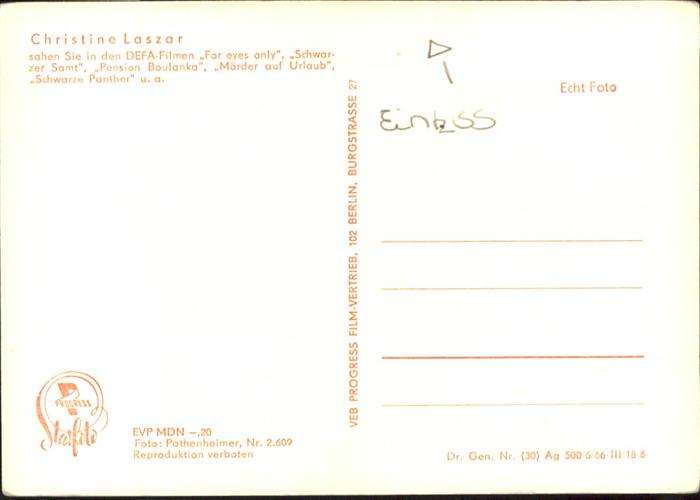 Christine Laszar
sahen Sie in den DEFA-Filmen „For eyes only", „Schwar-
zer Samt", „Pension Boulanka", „Mörder auf Urlaub",
„Schwarze Panther" u. a.
VEB PROGRESS FILM-VERTRIEB, 102 BERLIN, BURGSTRASSE 27
Echt Foto
PROGRESS
Starfoto
EVP MDN –,20
Foto: Pathenheimer, Nr. 2.609
Reproduktion verboten
Dr. Gen. Nr. (30) Ag 500/6/66 III 18 6